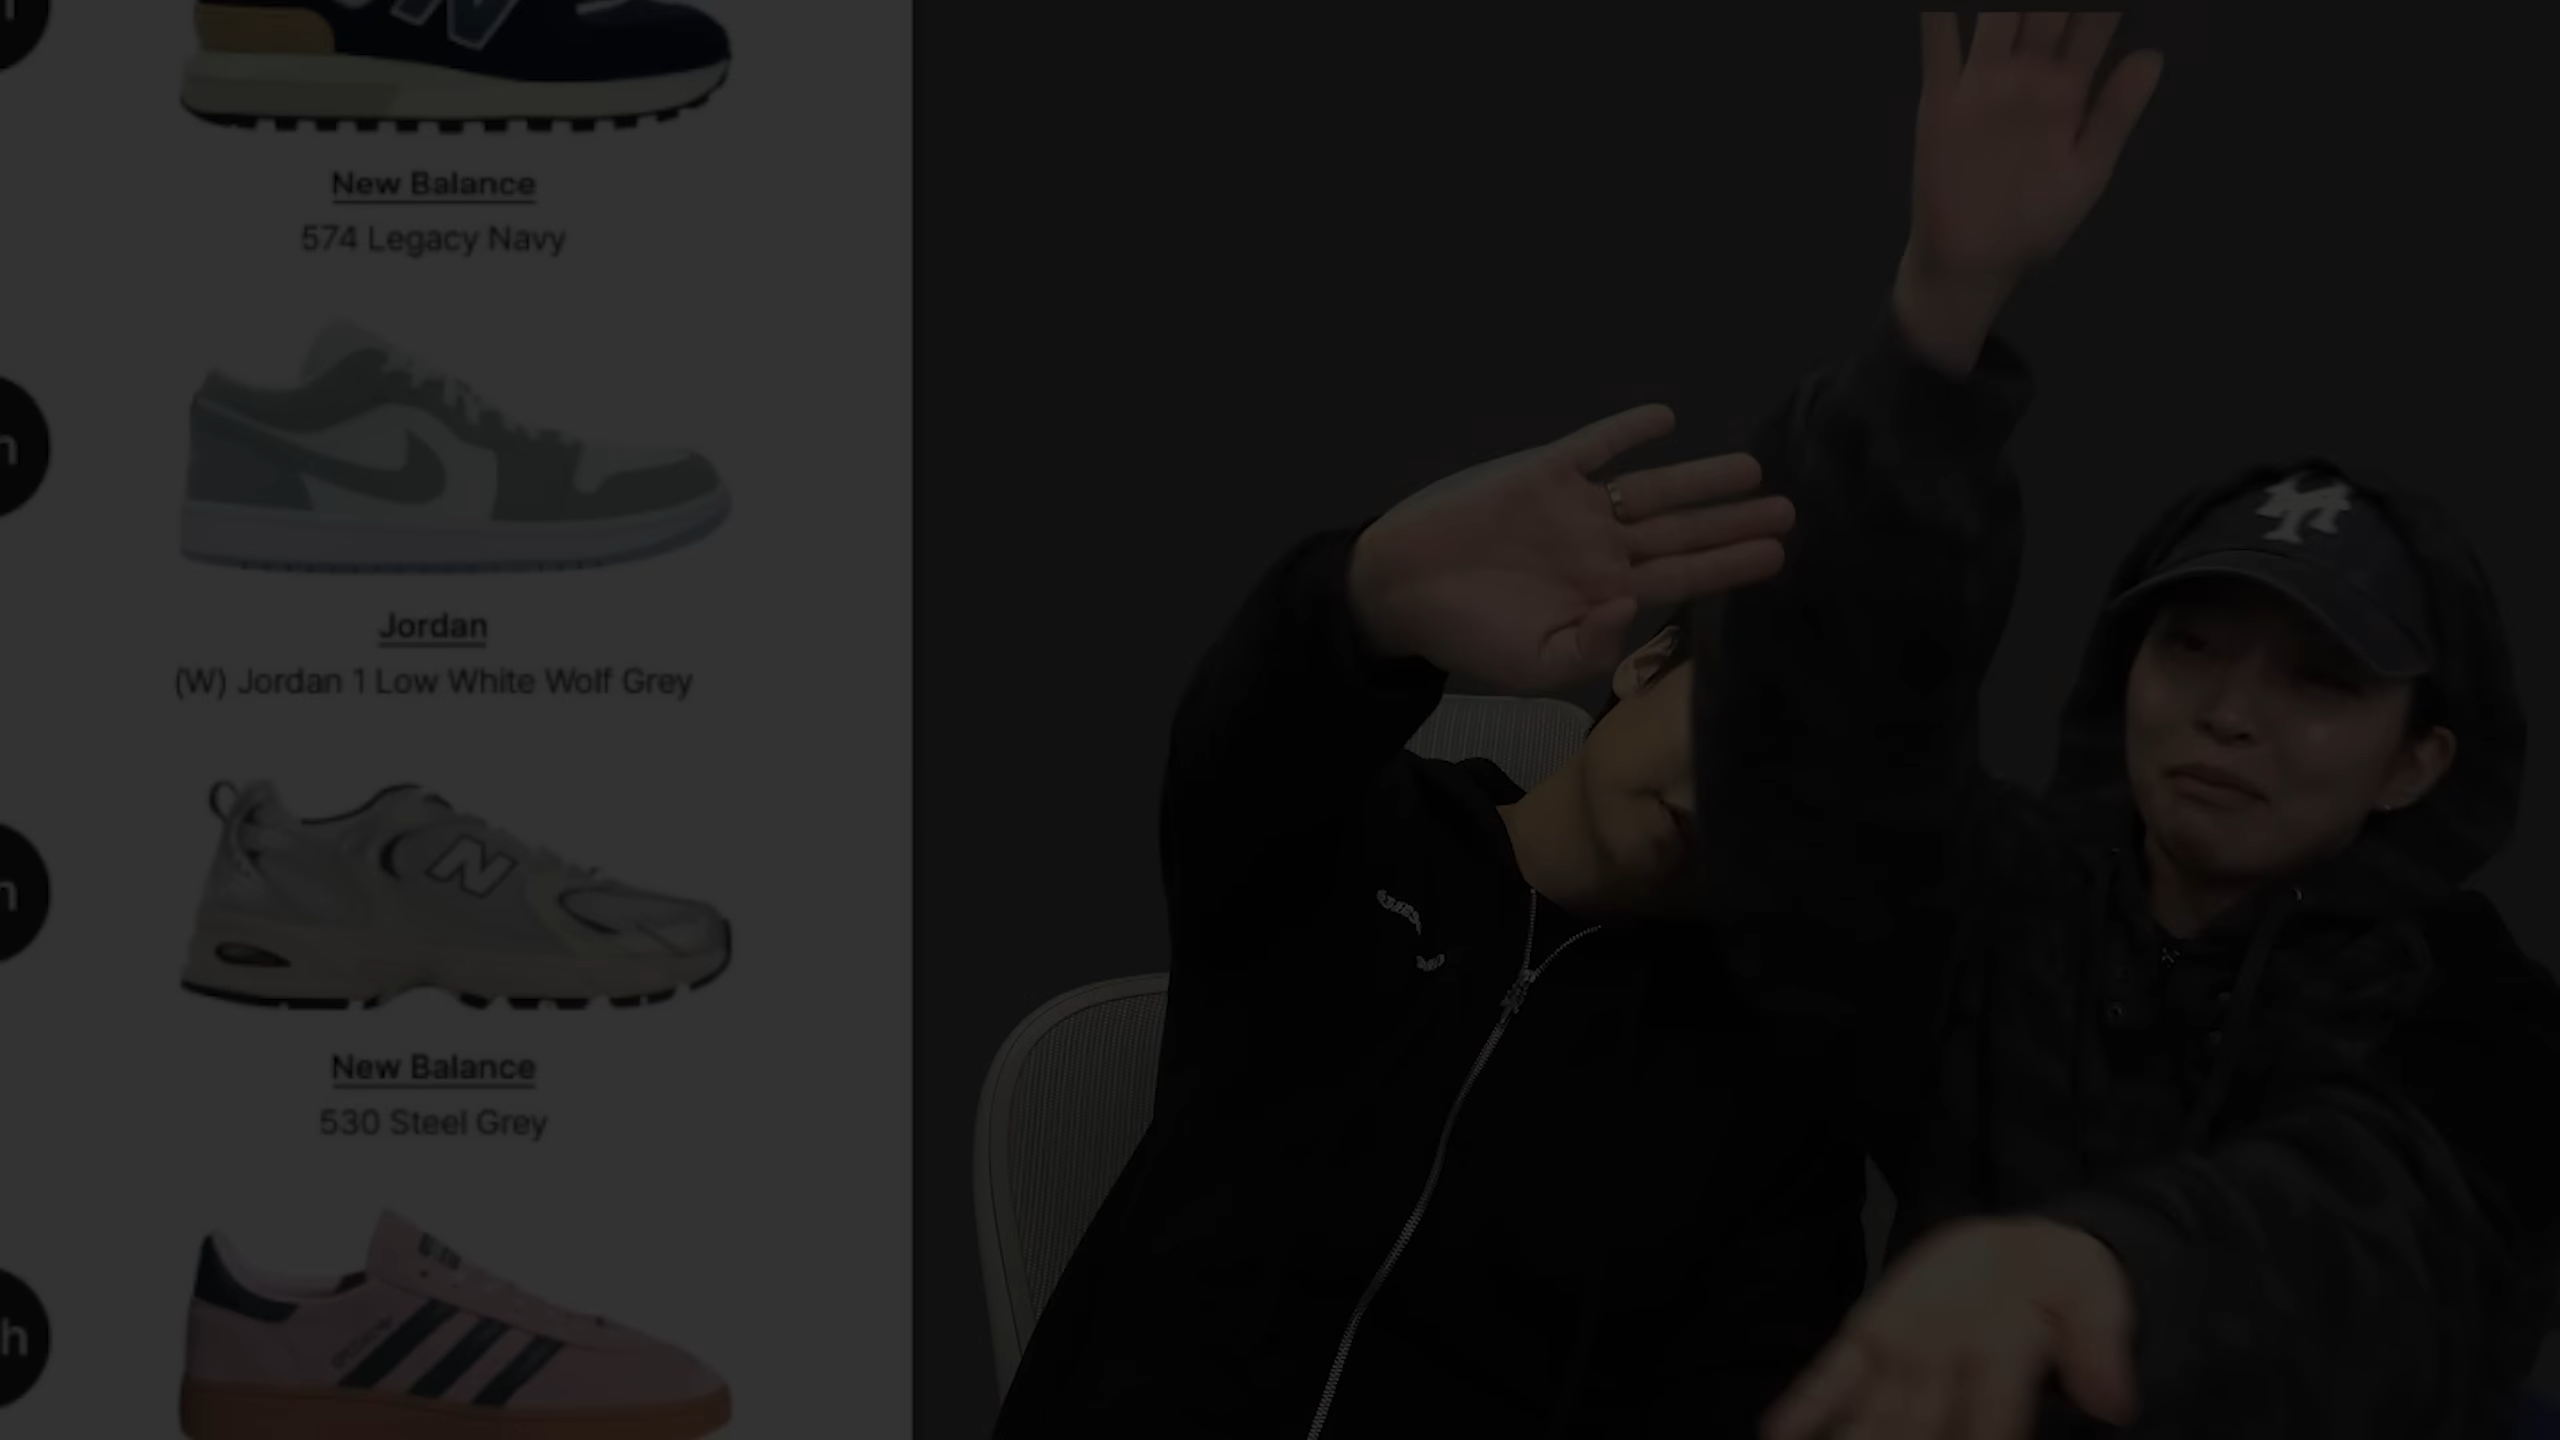 New Balance
574 Legacy Navy
Jordan
(W) Jordan 1 Low White Wolf Grey
N
New Balance
530 Steel Grey
h